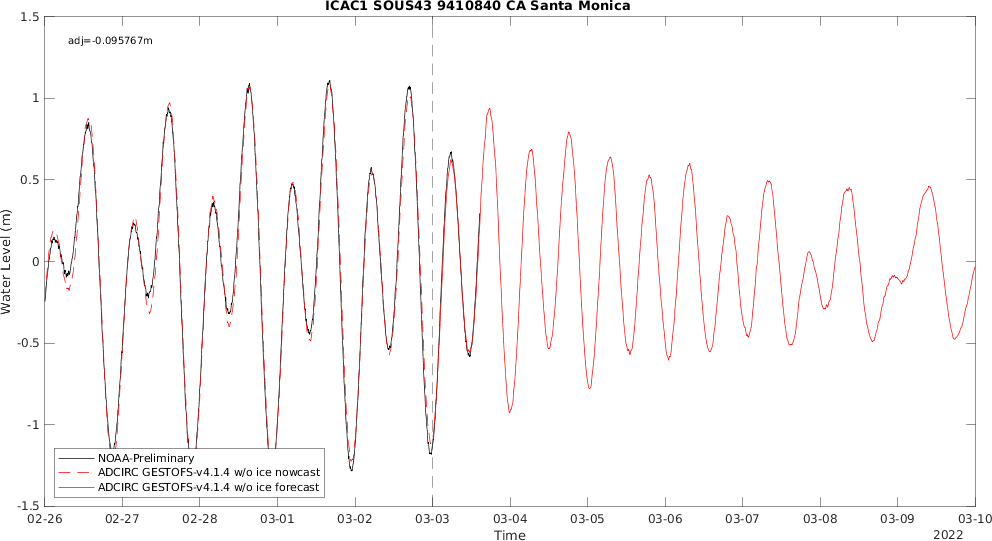 ICAC1 SOUS43 9410840 CA Santa Monica
adj=-0.095767m
1.5
1
0.5
0
-0.5
-1
-1.5
Water Level (m)
NOAA-Preliminary
ADCIRC GESTOFS-v4.1.4 w/o ice nowcast
ADCIRC GESTOFS-v4.1.4 w/o ice forecast
02-26 02-27 02-28 03-01 03-02 03-03 03-04 03-05 03-06 03-07 03-08 03-09 03-10
Time
2022